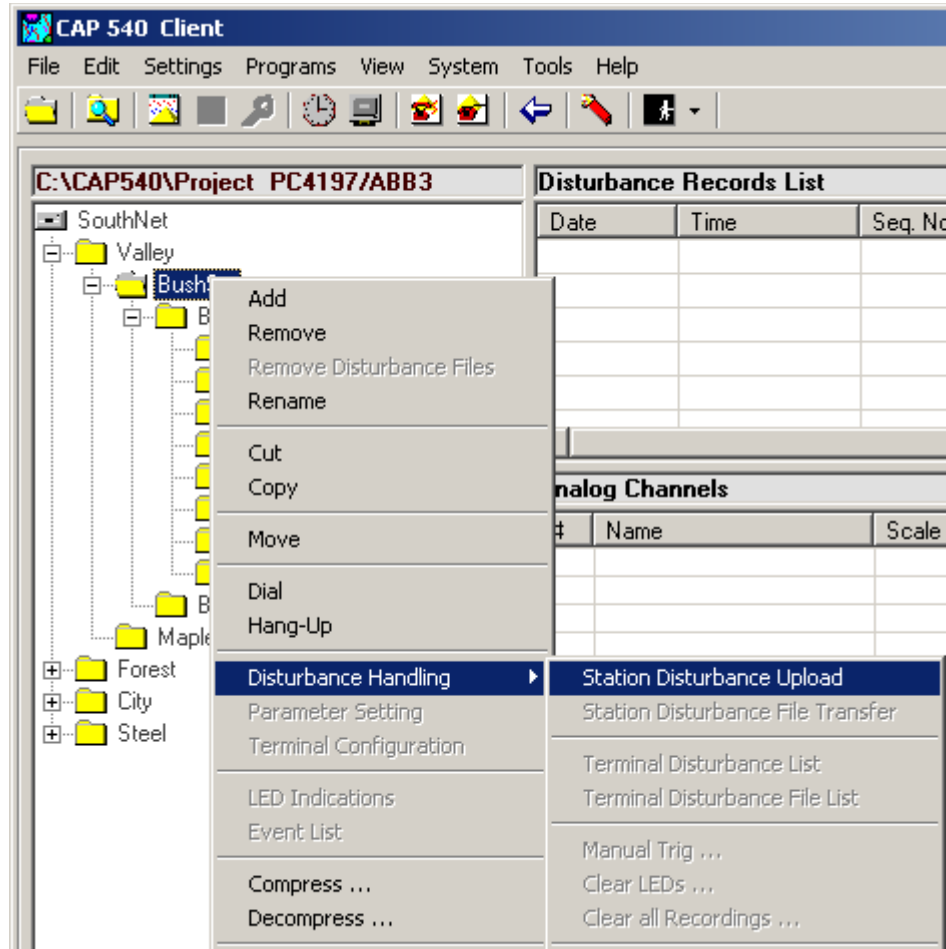 CAP 540 Client
File Edit Settings Programs View System Tools Help
C:\CAP540\Project PC4197/ABB3
SouthNet
Valley
Forest
City
Steel
Add
Remove
Remove Disturbance Files
Rename
Cut
Copy
Move
Dial
Hang-Up
Disturbance Handling
Parameter Setting
Terminal Configuration
LED Indications
Event List
Compress ...
Decompress ...
Station Disturbance Upload
Station Disturbance File Transfer
Terminal Disturbance List
Terminal Disturbance File List
Manual Trig ...
Clear LEDs ...
Clear all Recordings ...
Disturbance Records List
Date Time Seq. No
Channels
# Name Scale